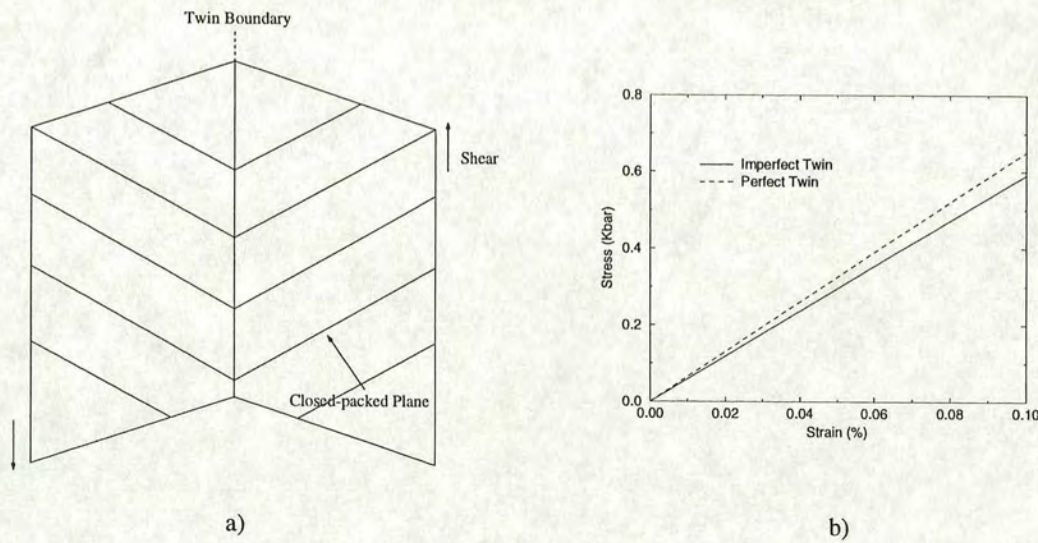 Twin Boundary
Shear
Closed-packed Plane
a)
0.8
0.6
0.4
0.2
0.0
Stress (Kbar)
Imperfect Twin
Perfect Twin
0.00
0.02
0.04
0.06
0.08
0.10
Strain (%)
b)